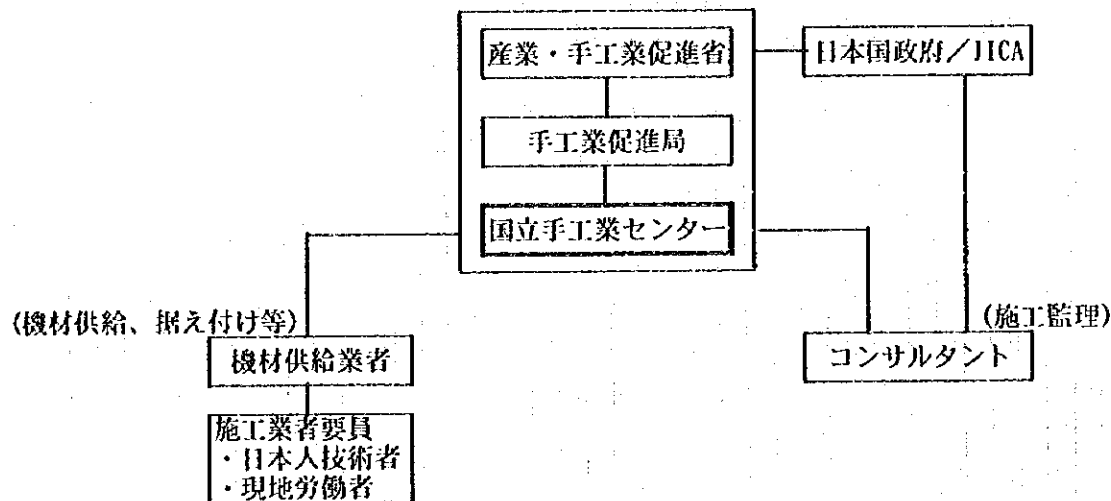 産業・手工業促進省
日本国政府／JICA
手工業促進局
国立手工業センター
(機材供給、据え付け等)
(施工監理)
機材供給業者
コンサルタント
施工業者要員
・日本人技術者
・現地労働者